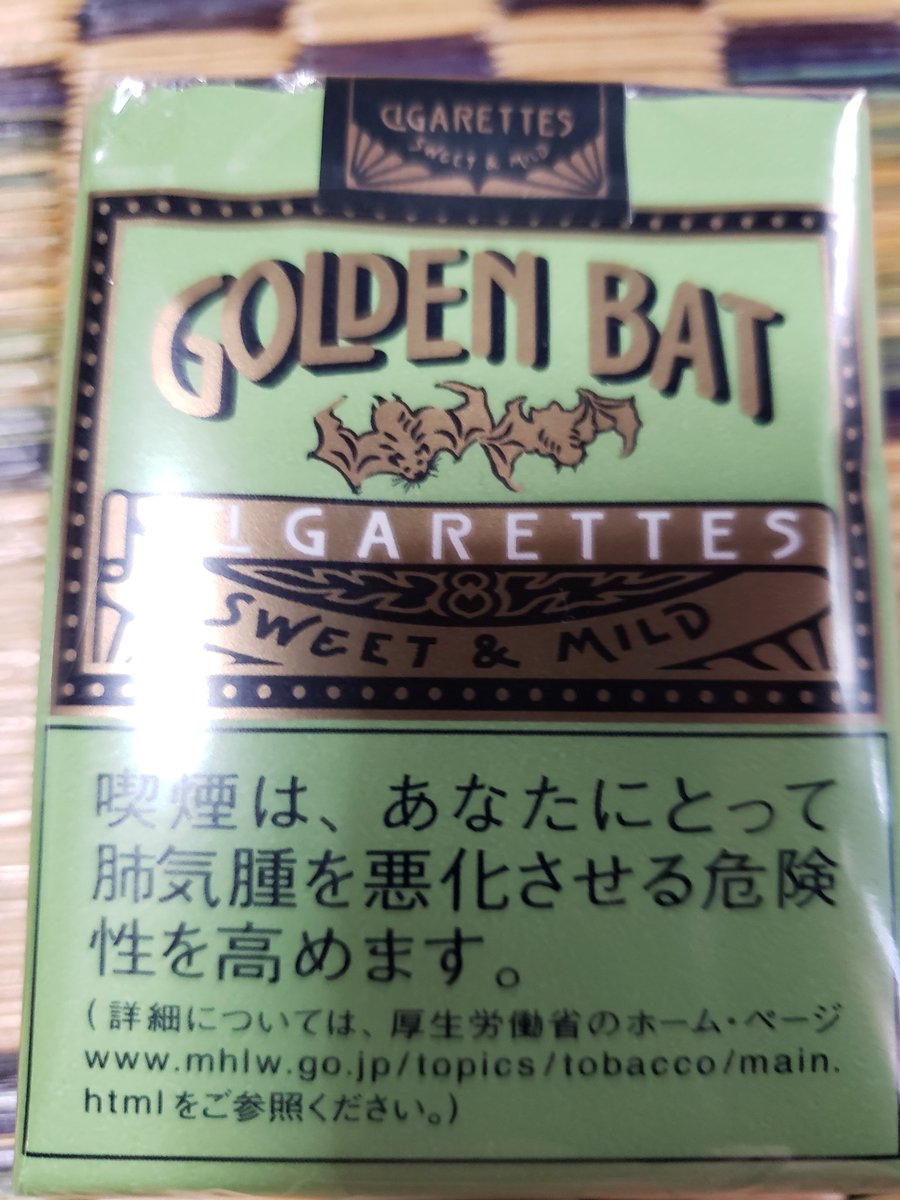 CIGARETTES
SWEET & MILD
GOLDEN BAT
CIGARETTES
SWEET & MILD
喫煙は、あなたにとって
肺気腫を悪化させる危険
性を高めます。
(詳細については、厚生労働省のホーム・ページ
www.mhlw.go.jp/topics/tobacco/main.
htmlをご参照ください。)